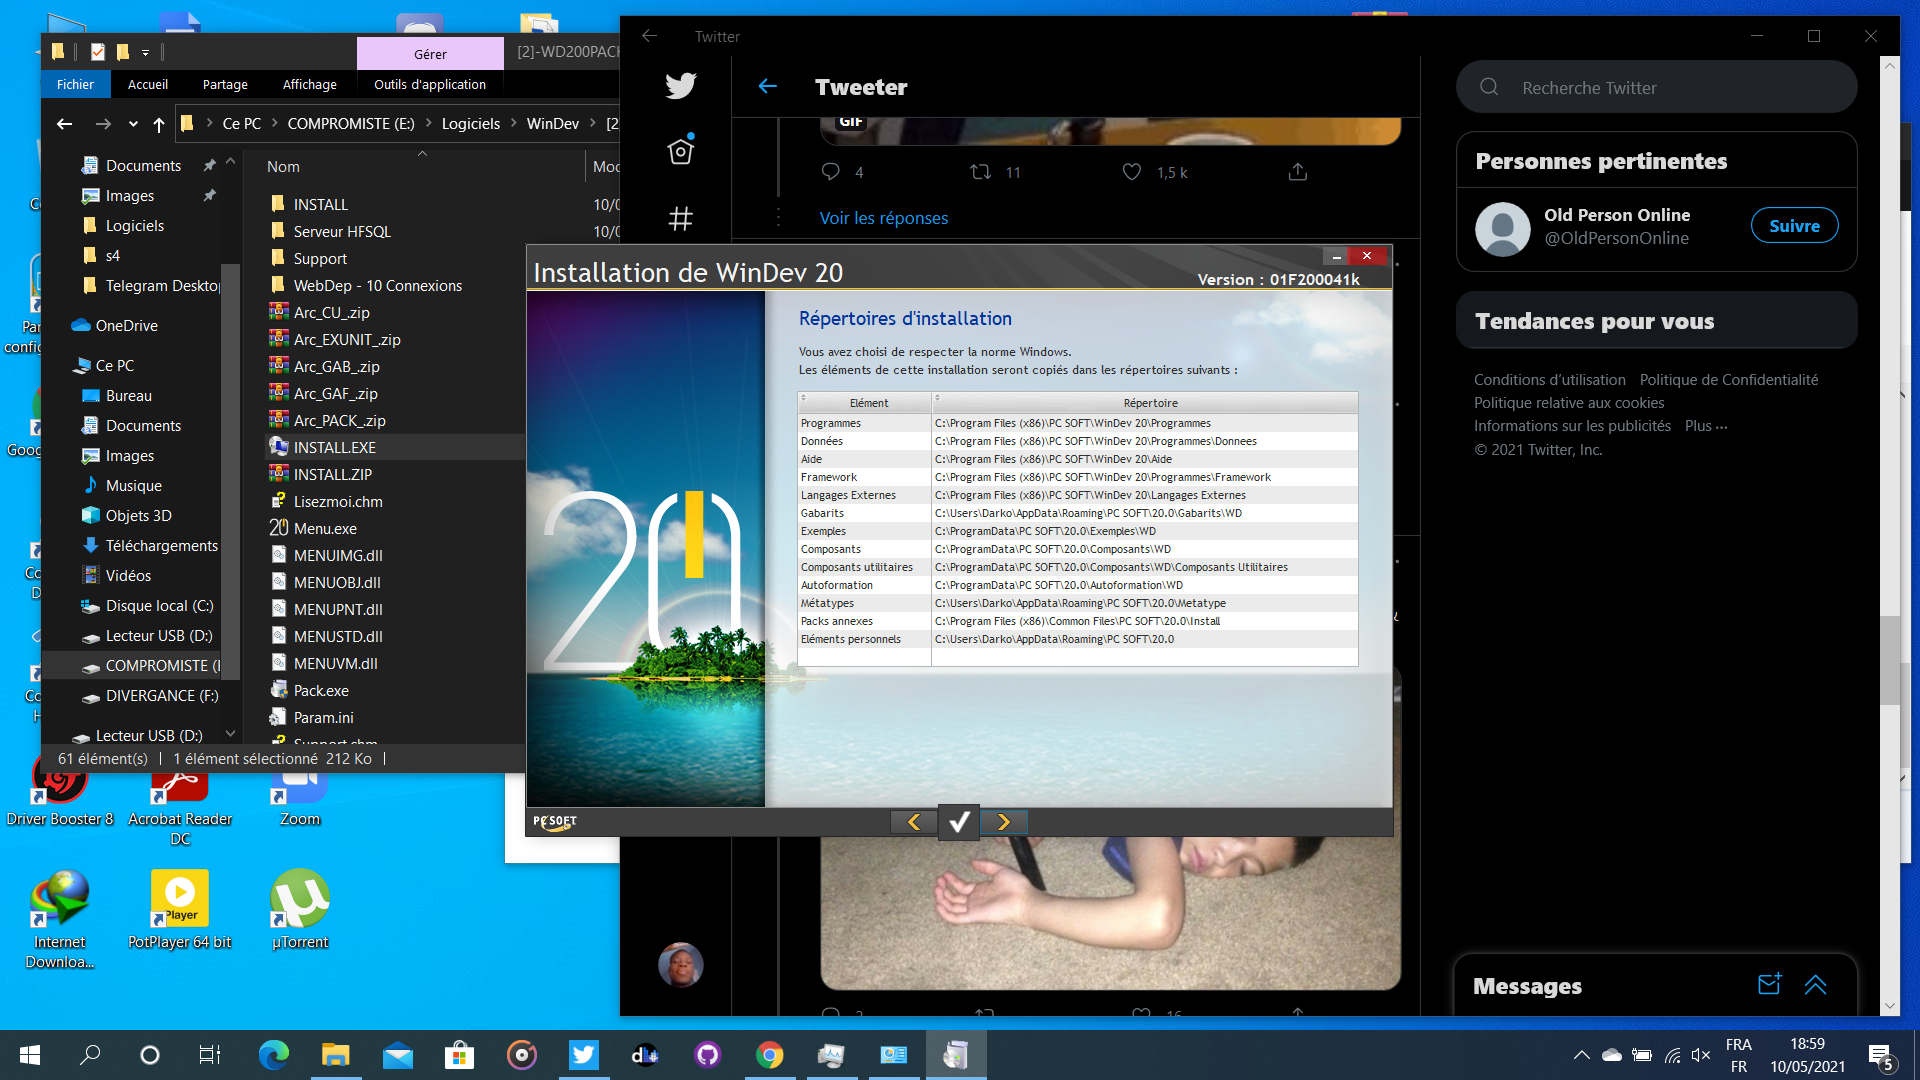 Gérer
[2]-WD200PACK
Fichier
Accueil
Partage
Affichage
Outils d'application
Ce PC
COMPROMISTE (E:)
Logiciels
WinDev
[2]
Documents
Images
Logiciels
s4
Telegram Deskto
OneDrive
Ce PC
Bureau
Documents
Images
Musique
Objets 3D
Téléchargements
Vidéos
Disque local (C:)
Lecteur USB (D:)
COMPROMISTE (
DIVERGANCE (F:)
Lecteur USB (D:)
Nom
INSTALL
Serveur HFSQL
Support
WebDep - 10 Connexions
Arc_CU_.zip
Arc_EXUNIT_.zip
Arc_GAB_.zip
Arc_GAF_.zip
Arc_PACK_.zip
INSTALL.EXE
INSTALL.ZIP
Lisezmoi.chm
Menu.exe
MENUIMG.dll
MENUOBJ.dll
MENUPNT.dll
MENUSTD.dll
MENUVM.dll
Pack.exe
Param.ini
Support.chm
61 élément(s)
1 élément sélectionné 212 Ko
Driver Booster 8
Acrobat Reader
DC
Zoom
Internet
Downloa...
PotPlayer 64 bit
Player
µTorrent
Twitter
Tweeter
GIF
4
11
1,5 k
Voir les réponses
Installation de WinDev 20
Version : 01F200041k
Répertoires d'installation
Vous avez choisi de respecter la norme Windows.
Les éléments de cette installation seront copiés dans les répertoires suivants :
Elément Répertoire
Programmes C:\Program Files (x86)\PC SOFT\WinDev 20\Programmes
Données C:\Program Files (x86)\PC SOFT\WinDev 20\Programmes\Donnees
Aide C:\Program Files (x86)\PC SOFT\WinDev 20\Aide
Framework C:\Program Files (x86)\PC SOFT\WinDev 20\Programmes\Framework
Langages Externes C:\Program Files (x86)\PC SOFT\WinDev 20\Langages Externes
Gabarits C:\Users\Darko\AppData\Roaming\PC SOFT\20.0\Gabarits\WD
Exemples C:\ProgramData\PC SOFT\20.0\Exemples\WD
Composants C:\ProgramData\PC SOFT\20.0\Composants\WD
Composants utilitaires C:\ProgramData\PC SOFT\20.0\Composants\WD\Composants Utilitaires
Autoformation C:\ProgramData\PC SOFT\20.0\Autoformation\WD
Métatypes C:\Users\Darko\AppData\Roaming\PC SOFT\20.0\Metatype
Packs annexes C:\Program Files (x86)\Common Files\PC SOFT\20.0\Install
Eléments personnels C:\Users\Darko\AppData\Roaming\PC SOFT\20.0
20
PC SOFT
Recherche Twitter
Personnes pertinentes
Old Person Online
@OldPersonOnline
Suivre
Tendances pour vous
Conditions d'utilisation Politique de Confidentialité
Politique relative aux cookies
Informations sur les publicités Plus ...
© 2021 Twitter, Inc.
Messages
FRA
FR
18:59
10/05/2021
5